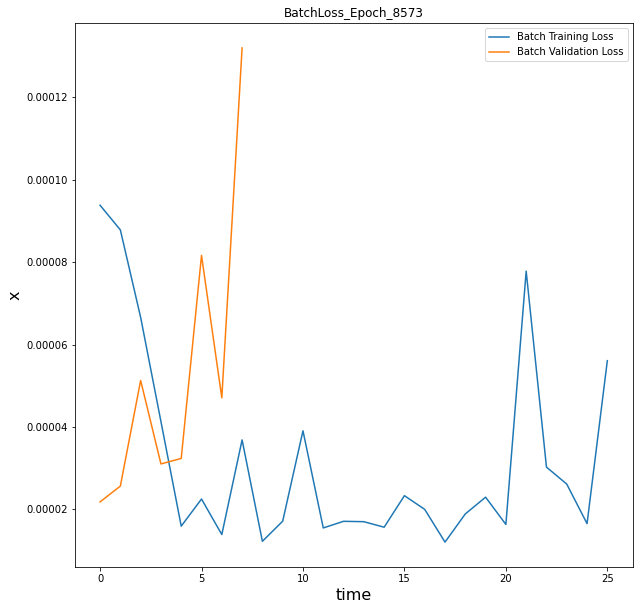 BatchLoss_Epoch_8573
Batch Training Loss
Batch Validation Loss
0.00012
0.00010
0.00008
0.00006
0.00004
0.00002
x
0 5 10 15 20 25
time